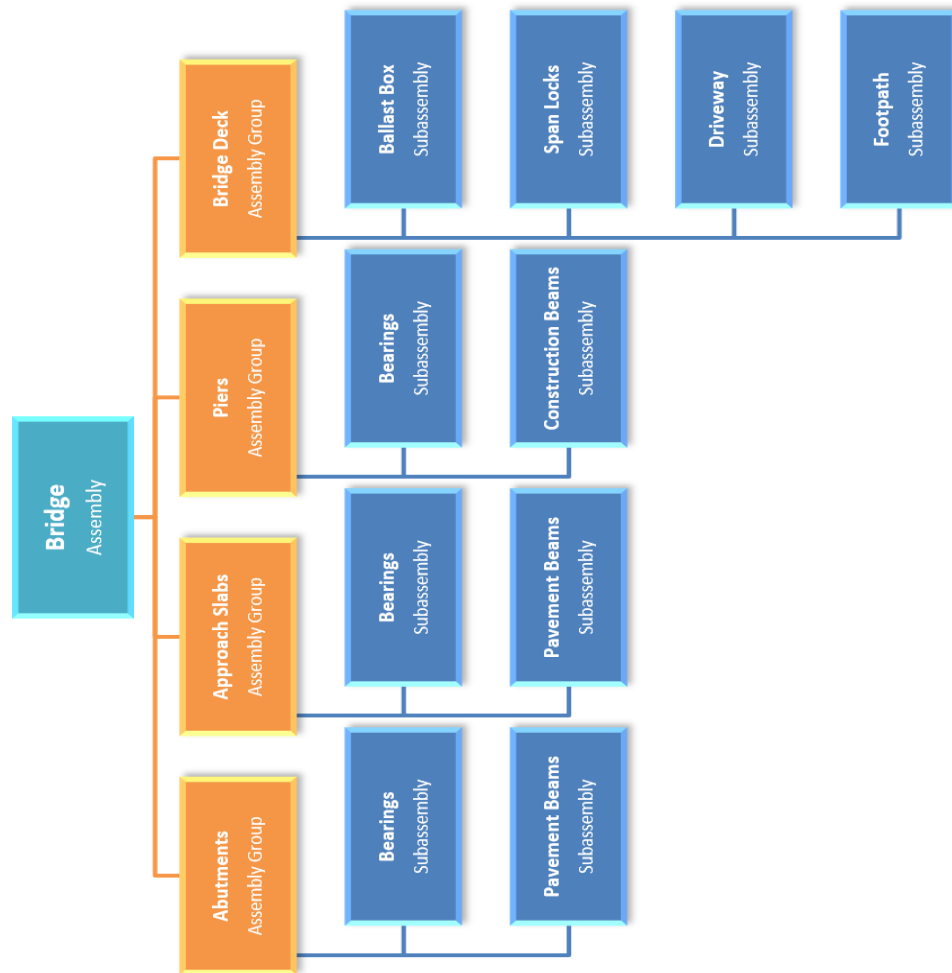 Bridge
Assembly
Abutments
Assembly Group
Bearings
Subassembly
Pavement Beams
Subassembly
Approach Slabs
Assembly Group
Bearings
Subassembly
Pavement Beams
Subassembly
Piers
Assembly Group
Bearings
Subassembly
Construction Beams
Subassembly
Bridge Deck
Assembly Group
Ballast Box
Subassembly
Span Locks
Subassembly
Driveway
Subassembly
Footpath
Subassembly